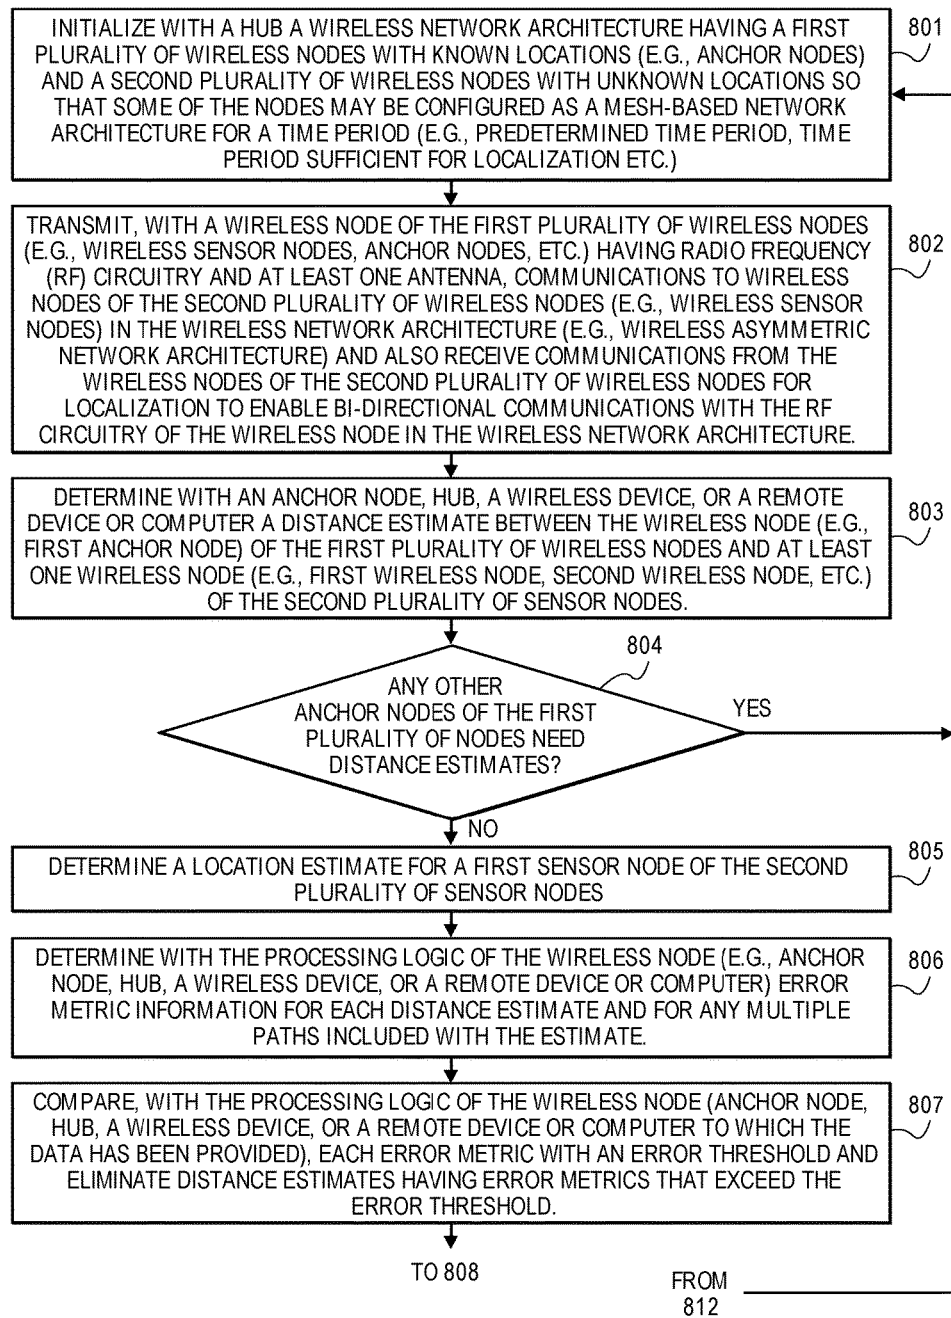 INITIALIZE WITH A HUB A WIRELESS NETWORK ARCHITECTURE HAVING A FIRST
PLURALITY OF WIRELESS NODES WITH KNOWN LOCATIONS (E.G., ANCHOR NODES)
AND A SECOND PLURALITY OF WIRELESS NODES WITH UNKNOWN LOCATIONS SO
THAT SOME OF THE NODES MAY BE CONFIGURED AS A MESH-BASED NETWORK
ARCHITECTURE FOR A TIME PERIOD (E.G., PREDETERMINED TIME PERIOD, TIME
PERIOD SUFFICIENT FOR LOCALIZATION ETC.)
801
TRANSMIT, WITH A WIRELESS NODE OF THE FIRST PLURALITY OF WIRELESS NODES
(E.G., WIRELESS SENSOR NODES, ANCHOR NODES, ETC.) HAVING RADIO FREQUENCY
(RF) CIRCUITRY AND AT LEAST ONE ANTENNA, COMMUNICATIONS TO WIRELESS
NODES OF THE SECOND PLURALITY OF WIRELESS NODES (E.G., WIRELESS SENSOR
NODES) IN THE WIRELESS NETWORK ARCHITECTURE (E.G., WIRELESS ASYMMETRIC
NETWORK ARCHITECTURE) AND ALSO RECEIVE COMMUNICATIONS FROM THE
WIRELESS NODES OF THE SECOND PLURALITY OF WIRELESS NODES FOR
LOCALIZATION TO ENABLE BI-DIRECTIONAL COMMUNICATIONS WITH THE RF
CIRCUITRY OF THE WIRELESS NODE IN THE WIRELESS NETWORK ARCHITECTURE.
802
DETERMINE WITH AN ANCHOR NODE, HUB, A WIRELESS DEVICE, OR A REMOTE
DEVICE OR COMPUTER A DISTANCE ESTIMATE BETWEEN THE WIRELESS NODE (E.G.,
FIRST ANCHOR NODE) OF THE FIRST PLURALITY OF WIRELESS NODES AND AT LEAST
ONE WIRELESS NODE (E.G., FIRST WIRELESS NODE, SECOND WIRELESS NODE, ETC.)
OF THE SECOND PLURALITY OF SENSOR NODES.
803
804
ANY OTHER
ANCHOR NODES OF THE FIRST
PLURALITY OF NODES NEED
DISTANCE ESTIMATES?
YES
NO
DETERMINE A LOCATION ESTIMATE FOR A FIRST SENSOR NODE OF THE SECOND
PLURALITY OF SENSOR NODES
805
DETERMINE WITH THE PROCESSING LOGIC OF THE WIRELESS NODE (E.G., ANCHOR
NODE, HUB, A WIRELESS DEVICE, OR A REMOTE DEVICE OR COMPUTER) ERROR
METRIC INFORMATION FOR EACH DISTANCE ESTIMATE AND FOR ANY MULTIPLE
PATHS INCLUDED WITH THE ESTIMATE.
806
COMPARE, WITH THE PROCESSING LOGIC OF THE WIRELESS NODE (ANCHOR NODE,
HUB, A WIRELESS DEVICE, OR A REMOTE DEVICE OR COMPUTER TO WHICH THE
DATA HAS BEEN PROVIDED), EACH ERROR METRIC WITH AN ERROR THRESHOLD AND
ELIMINATE DISTANCE ESTIMATES HAVING ERROR METRICS THAT EXCEED THE
ERROR THRESHOLD.
807
TO 808
FROM
812